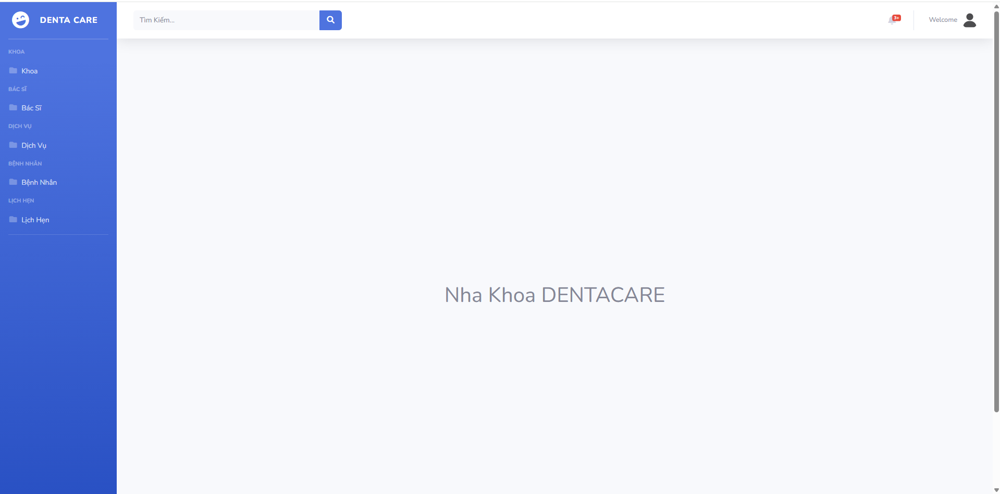 DENTA CARE
Tìm Kiếm...
3+
Welcome
KHOA
Khoa
BÁC SĨ
Bác Sĩ
DỊCH VỤ
Dịch Vụ
BỆNH NHÂN
Bệnh Nhân
LỊCH HẸN
Lịch Hẹn
Nha Khoa DENTACARE